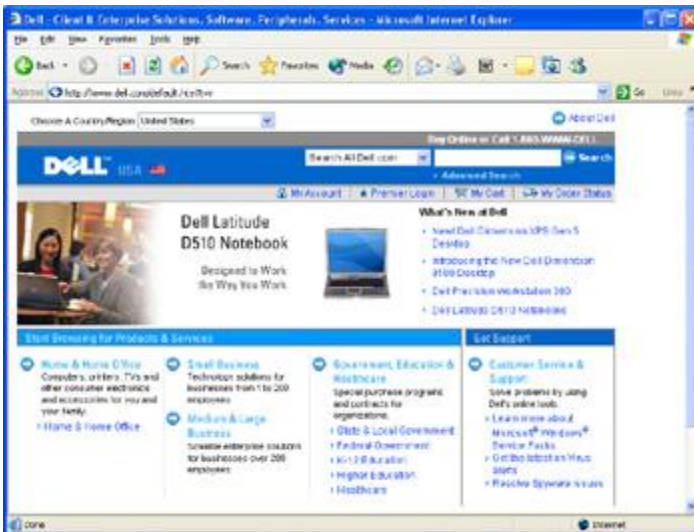 Dell - Client & Enterprise Solutions, Software, Peripherals, Services - Microsoft Internet Explorer
File Edit View Favorites Tools Help
Back Search Favorites Media
Address Go Links
Choose A Country/Region United States About Dell
Buy Online or Call 1-800-WWW-DELL
DELL USA Search All Dell.com Search
Advanced Search
My Account Premier Login My Cart My Order Status
Dell Latitude
D510 Notebook
Designed to Work
the Way You Work
What's New at Dell
New! Dell Dimension XPS Gen 5
Desktop
Introducing the New Dell Dimension
Desktop
Dell Precision Workstation 380
Dell Latitude D510 Notebooks
Start Browsing for Products & Services
Home & Home Office
Computers, printers, TVs and
other consumer electronics
and accessories for you and
your family.
Home & Home Office
Small Business
Technology solutions for
businesses from 1 to 200
employees
Medium & Large
Business
Scalable enterprise solutions
for businesses over 200
employees
Government, Education &
Healthcare
Special purchase programs
and contracts for
organizations.
State & Local Government
Federal Government
K-12 Education
Higher Education
Healthcare
Get Support
Customer Service &
Support
Solve problems by using
Dell's online tools.
Learn more about
Microsoft® Windows®
Service Packs
Get the latest on Virus
alerts
Resolve Spyware issues
Done Internet